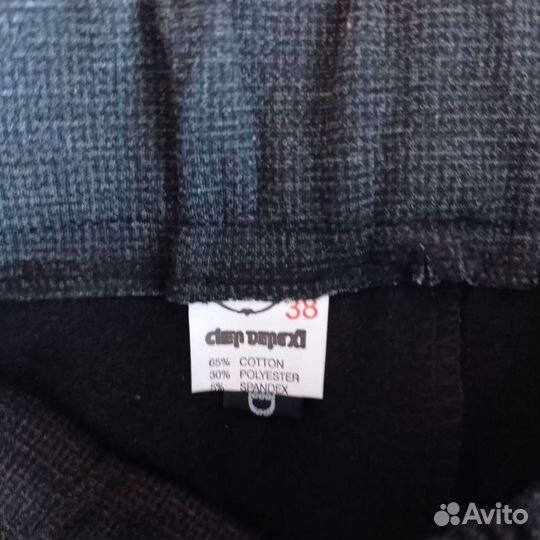 38
65% COTTON
30% POLYESTER
5% SPANDEX
Avito